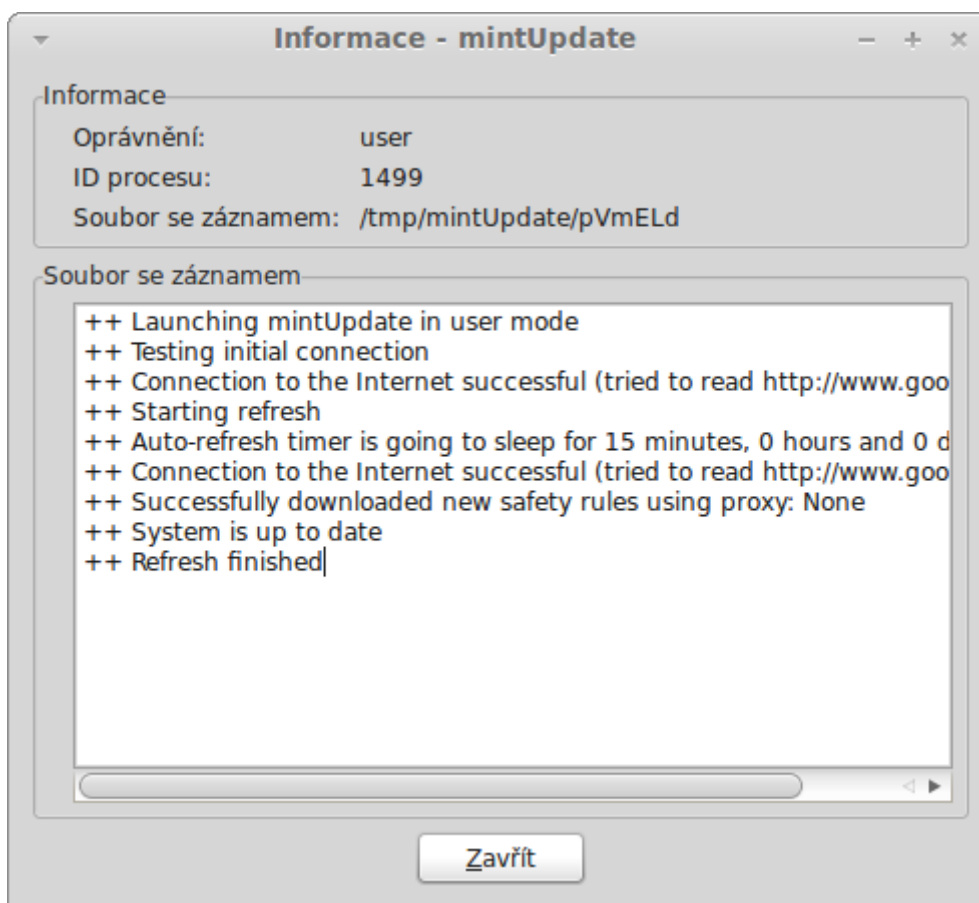 Informace - mintUpdate
Informace
Oprávnění: user
ID procesu: 1499
Soubor se záznamem: /tmp/mintUpdate/pVmELd
Soubor se záznamem
++ Launching mintUpdate in user mode
++ Testing initial connection
++ Connection to the Internet successful (tried to read http://www.goo
++ Starting refresh
++ Auto-refresh timer is going to sleep for 15 minutes, 0 hours and 0 d
++ Connection to the Internet successful (tried to read http://www.goo
++ Successfully downloaded new safety rules using proxy: None
++ System is up to date
++ Refresh finished
Zavřít